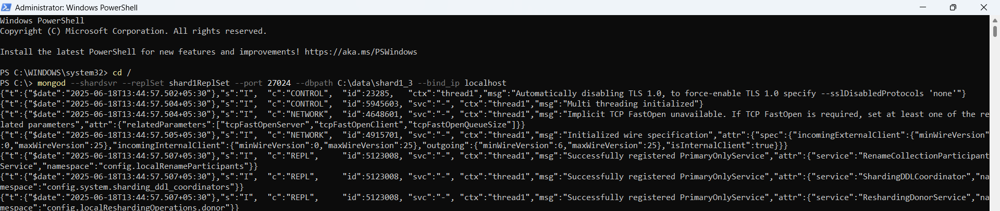 Administrator: Windows PowerShell
Windows PowerShell
Copyright (C) Microsoft Corporation. All rights reserved.
Install the latest PowerShell for new features and improvements! https://aka.ms/PSWindows
PS C:\WINDOWS\system32> cd /
PS C:\> mongod --shardsvr --replSet shard1ReplSet --port 27024 --dbpath C:\data\shard1_3 --bind_ip localhost
{"t":{"$date":"2025-06-18T13:44:57.502+05:30"},"s":"I",  "c":"CONTROL",  "id":23285,   "ctx":"thread1","msg":"Automatically disabling TLS 1.0, to force-enable TLS 1.0 specify --sslDisabledProtocols 'none'"}
{"t":{"$date":"2025-06-18T13:44:57.504+05:30"},"s":"I",  "c":"CONTROL",  "id":5945603, "svc":"-", "ctx":"thread1","msg":"Multi threading initialized"}
{"t":{"$date":"2025-06-18T13:44:57.504+05:30"},"s":"I",  "c":"NETWORK",  "id":4648601, "svc":"-", "ctx":"thread1","msg":"Implicit TCP FastOpen unavailable. If TCP FastOpen is required, set at least one of the re
lated parameters","attr":{"relatedParameters":["tcpFastOpenServer","tcpFastOpenClient","tcpFastOpenQueueSize"]}}
{"t":{"$date":"2025-06-18T13:44:57.505+05:30"},"s":"I",  "c":"NETWORK",  "id":4915701, "svc":"-", "ctx":"thread1","msg":"Initialized wire specification","attr":{"spec":{"incomingExternalClient":{"minWireVersion"
:0,"maxWireVersion":25},"incomingInternalClient":{"minWireVersion":0,"maxWireVersion":25},"outgoing":{"minWireVersion":6,"maxWireVersion":25},"isInternalClient":true}}}
{"t":{"$date":"2025-06-18T13:44:57.507+05:30"},"s":"I",  "c":"REPL",     "id":5123008, "svc":"-", "ctx":"thread1","msg":"Successfully registered PrimaryOnlyService","attr":{"service":"RenameCollectionParticipant
Service","namespace":"config.localRenameParticipants"}}
{"t":{"$date":"2025-06-18T13:44:57.507+05:30"},"s":"I",  "c":"REPL",     "id":5123008, "svc":"-", "ctx":"thread1","msg":"Successfully registered PrimaryOnlyService","attr":{"service":"ShardingDDLCoordinator","na
mespace":"config.system.sharding_ddl_coordinators"}}
{"t":{"$date":"2025-06-18T13:44:57.507+05:30"},"s":"I",  "c":"REPL",     "id":5123008, "svc":"-", "ctx":"thread1","msg":"Successfully registered PrimaryOnlyService","attr":{"service":"ReshardingDonorService","na
mespace":"config.localReshardingOperations.donor"}}